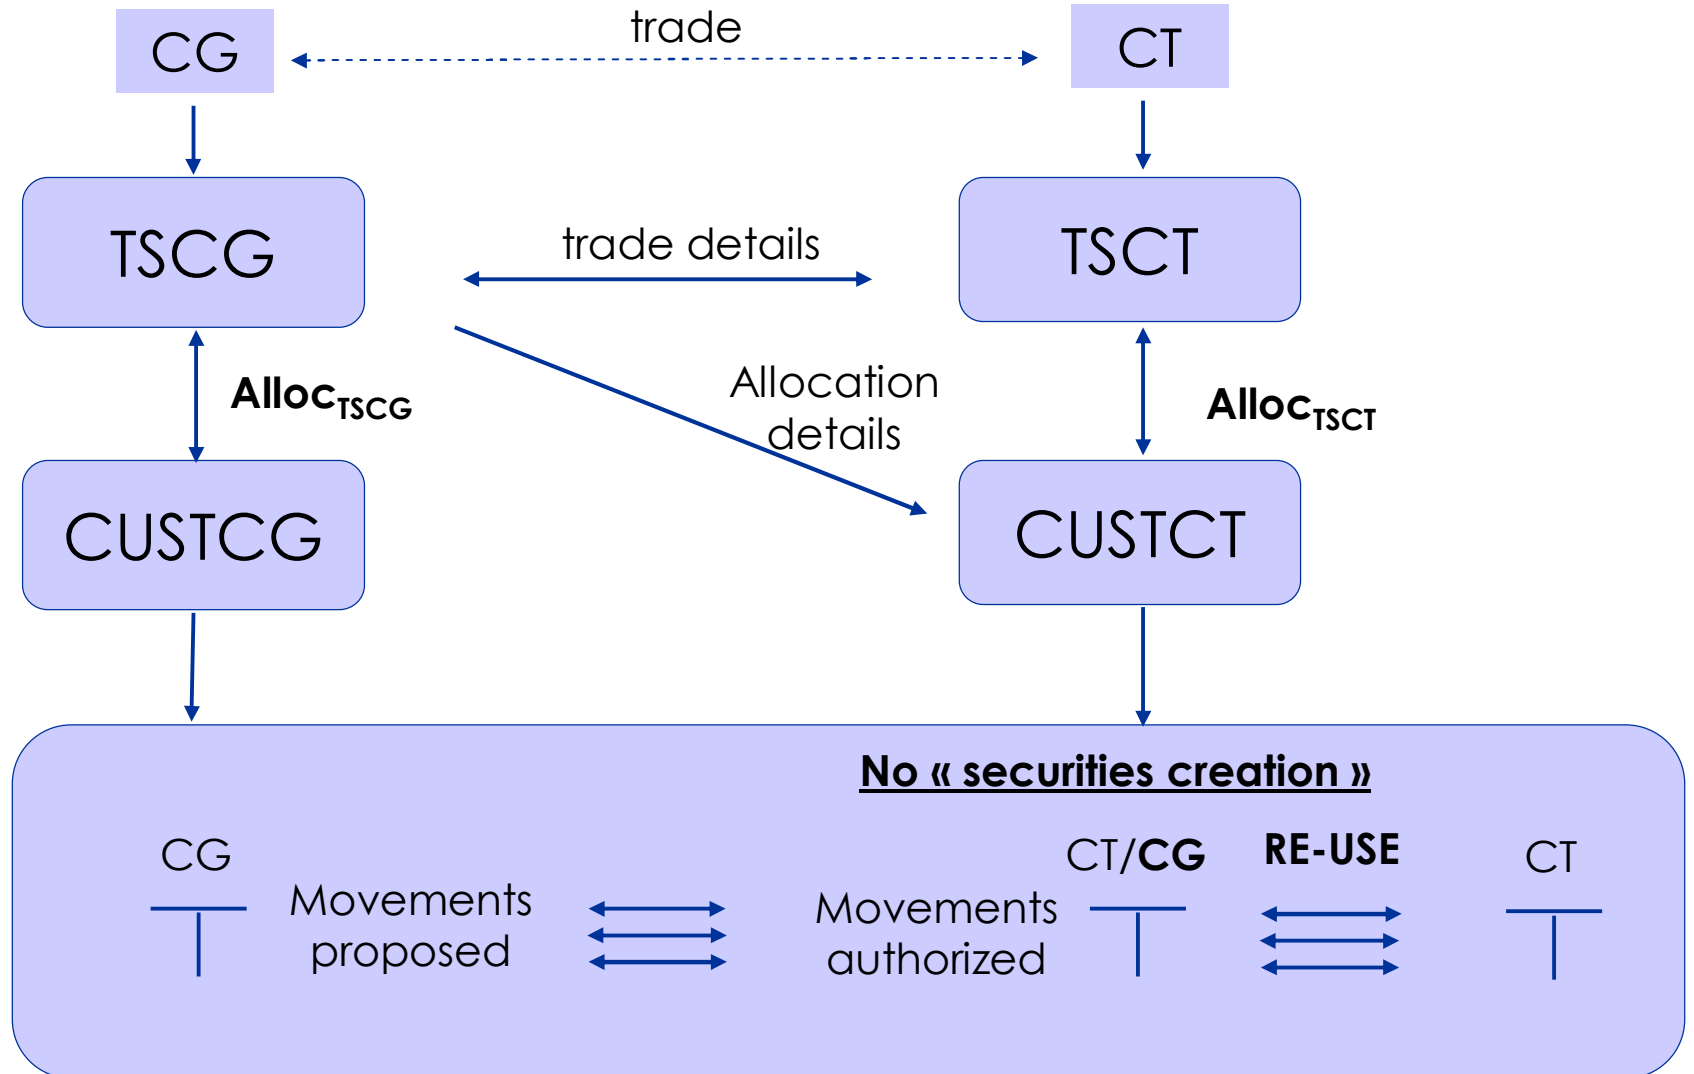 trade
CG
CT
TSCG
trade details
TSCT
Allocation
details
AllocTSCG
AllocTSCT
CUSTCG
CUSTCT
No « securities creation »
CG
CT/CG
RE-USE
CT
Movements
proposed
Movements
authorized